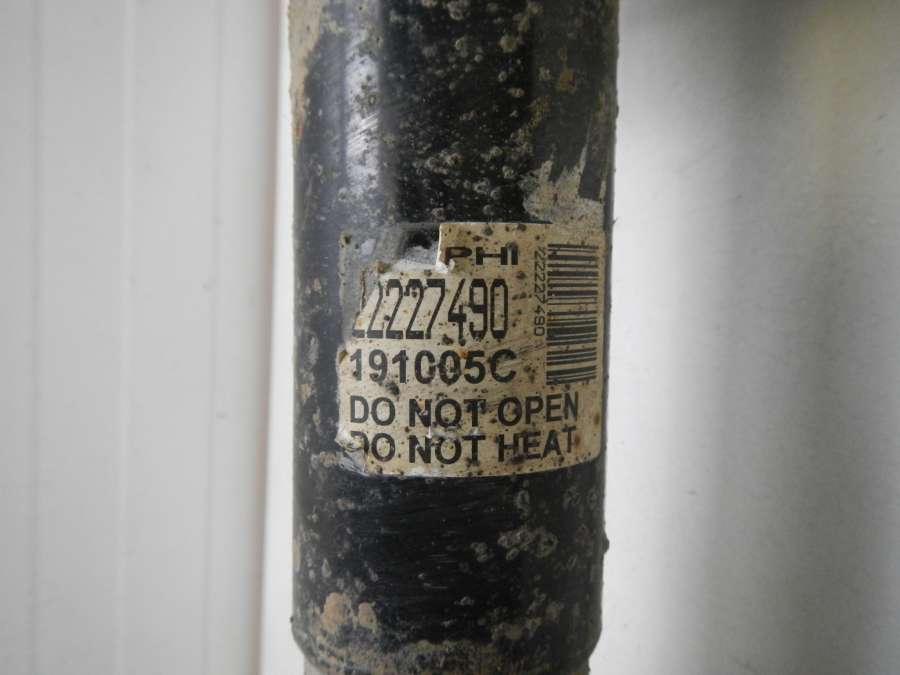 PHI
22227490
191005C
DO NOT OPEN
DO NOT HEAT
22227490